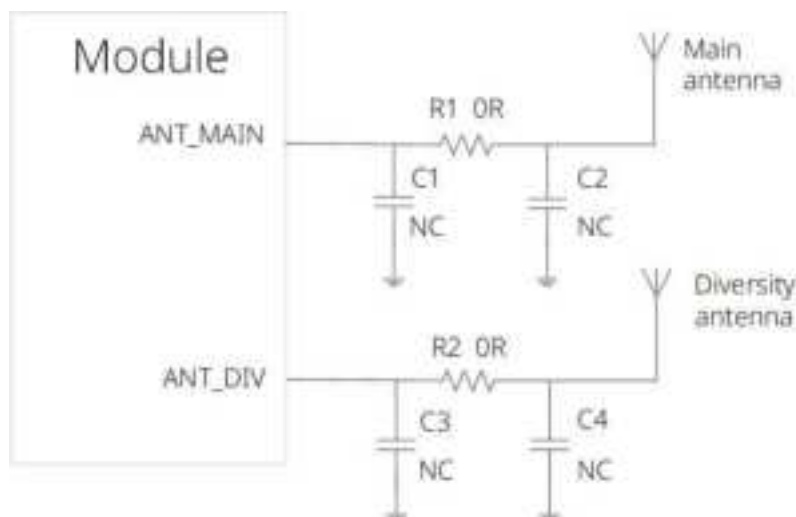 Module
Main
antenna
R1 0R
ANT_MAIN
C1
C2
NC
NC
Diversity
antenna
R2 0R
ANT_DIV
C3
C4
NC
NC